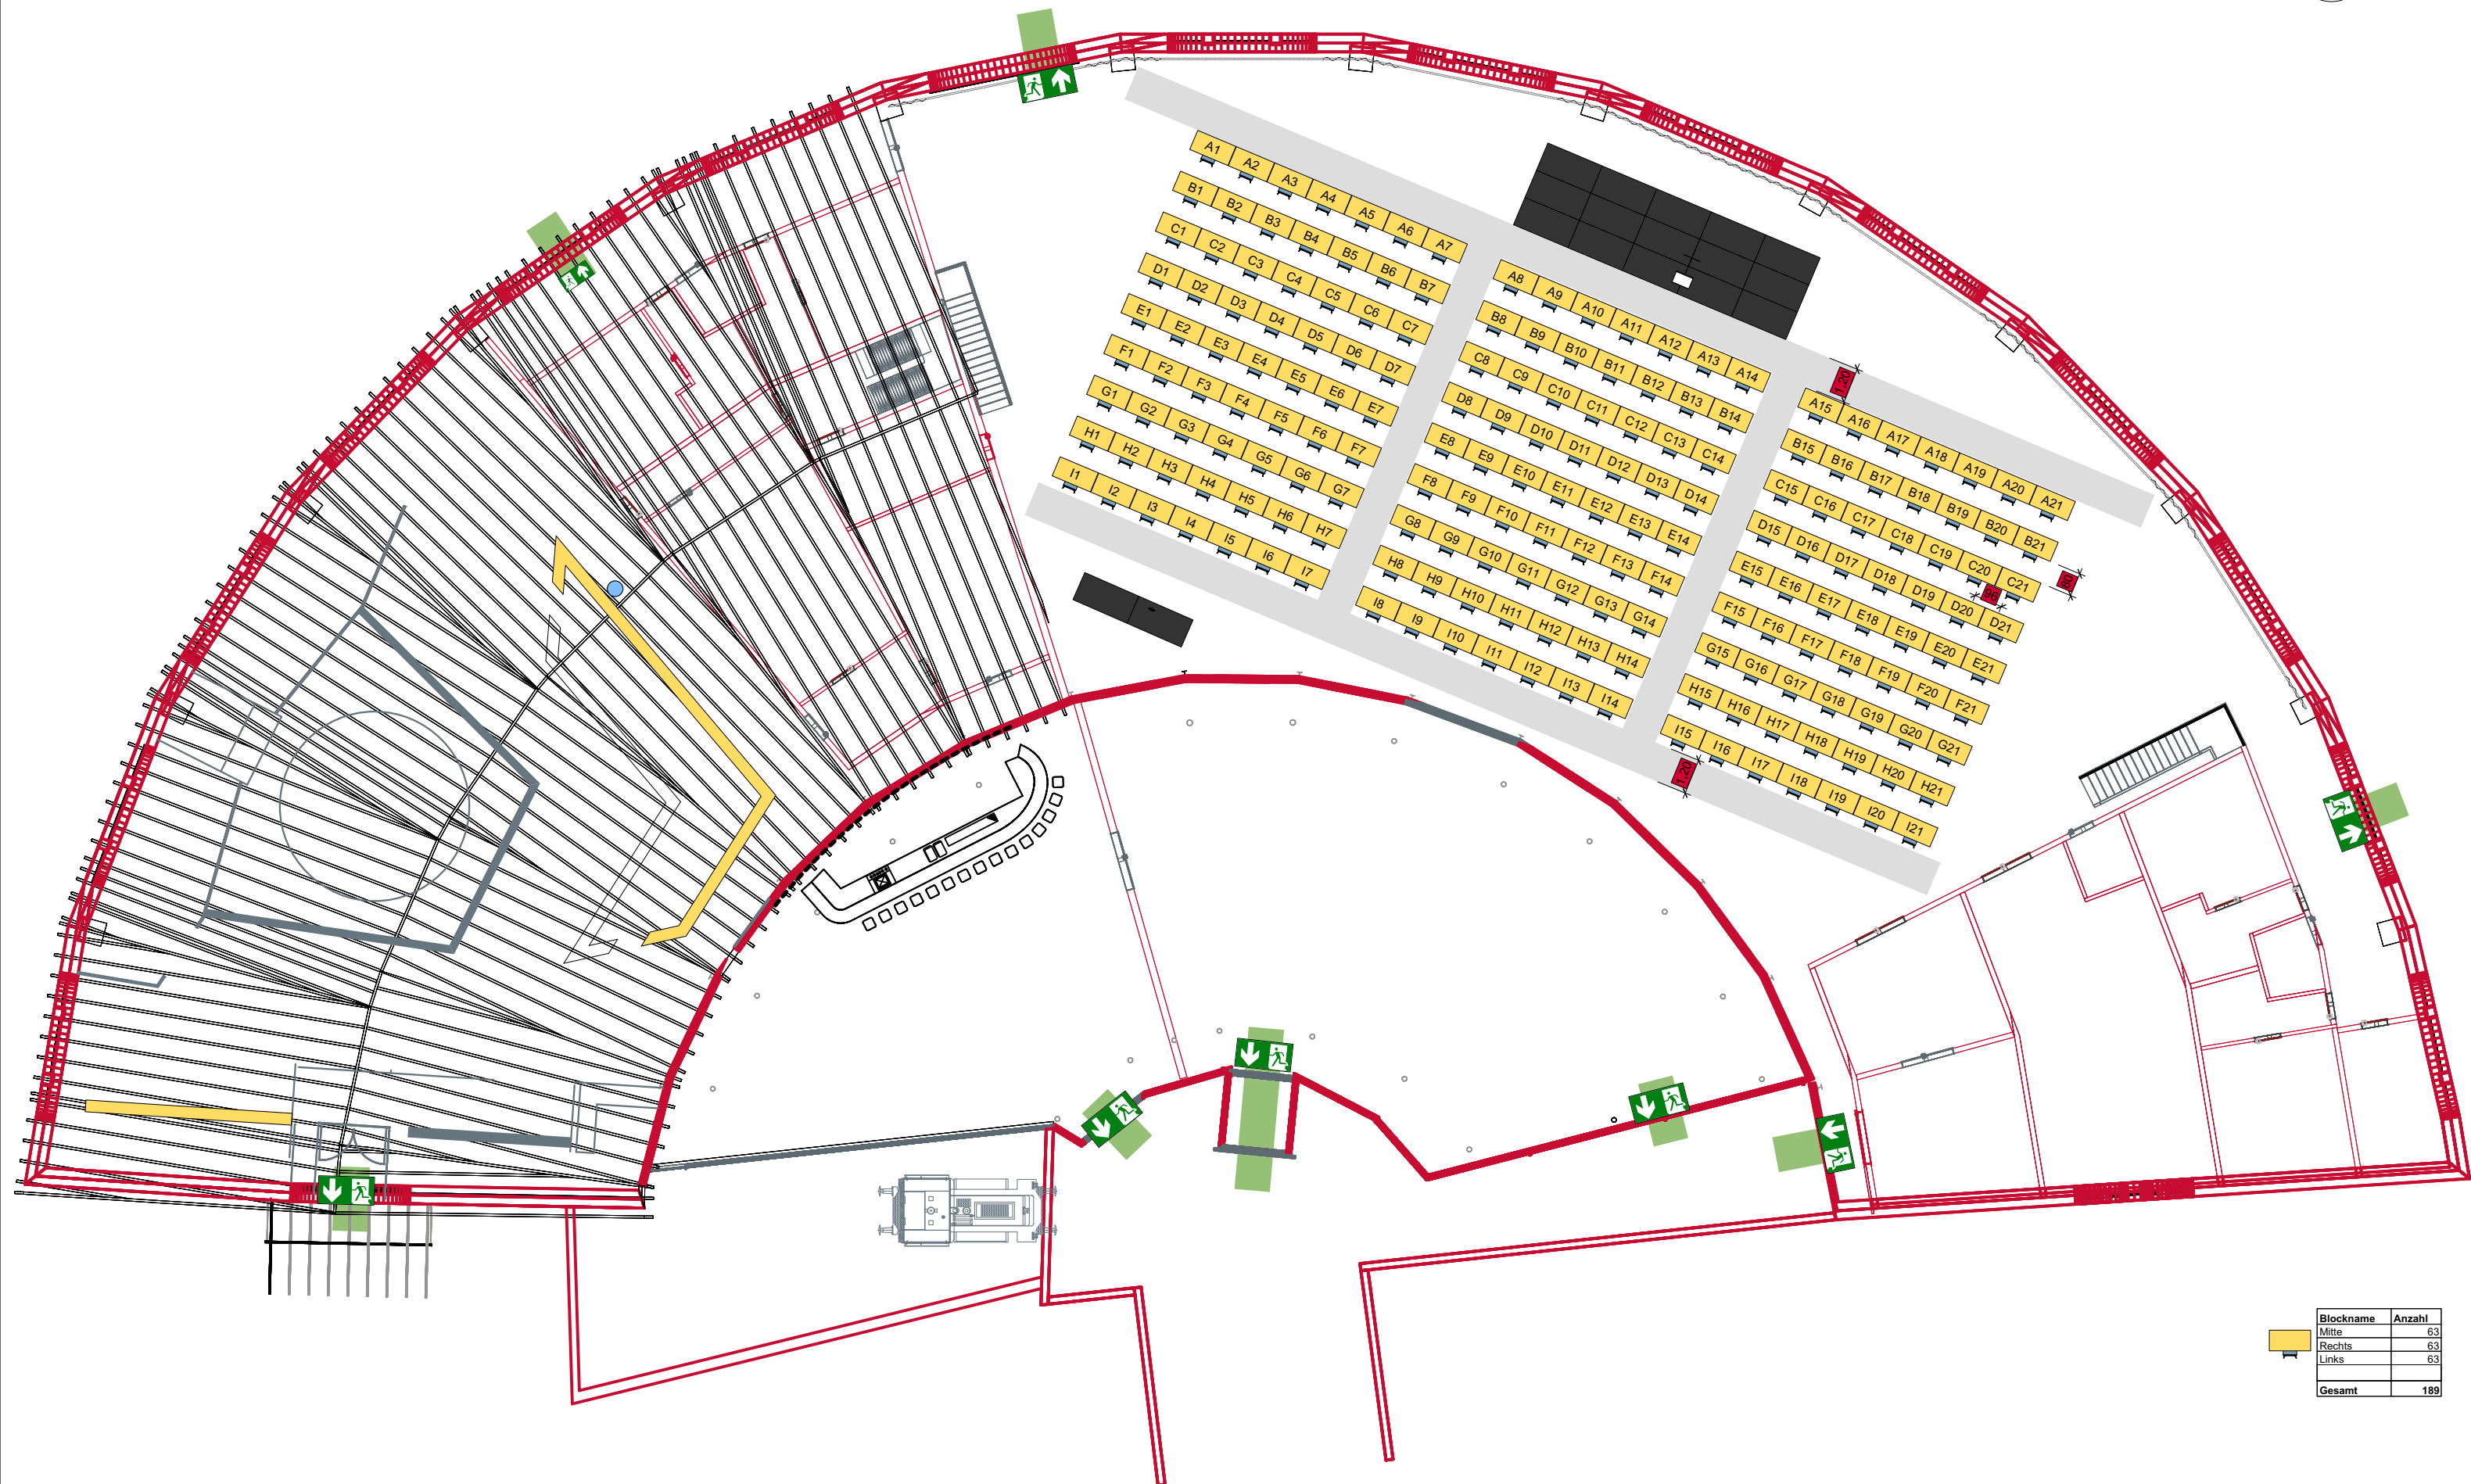 A1 A2 A3 A4 A5 A6 A7
B1 B2 B3 B4 B5 B6 B7
C1 C2 C3 C4 C5 C6 C7
D1 D2 D3 D4 D5 D6 D7
E1 E2 E3 E4 E5 E6 E7
F1 F2 F3 F4 F5 F6 F7
G1 G2 G3 G4 G5 G6 G7
H1 H2 H3 H4 H5 H6 H7
I1 I2 I3 I4 I5 I6 I7
A8 A9 A10 A11 A12 A13 A14
B8 B9 B10 B11 B12 B13 B14
C8 C9 C10 C11 C12 C13 C14
D8 D9 D10 D11 D12 D13 D14
E8 E9 E10 E11 E12 E13 E14
F8 F9 F10 F11 F12 F13 F14
G8 G9 G10 G11 G12 G13 G14
H8 H9 H10 H11 H12 H13 H14
I8 I9 I10 I11 I12 I13 I14
1.20
A15 A16 A17 A18 A19 A20 A21
B15 B16 B17 B18 B19 B20 B21
C15 C16 C17 C18 C19 C20 C21
80
96
D15 D16 D17 D18 D19 D20 D21
E15 E16 E17 E18 E19 E20 E21
F15 F16 F17 F18 F19 F20 F21
G15 G16 G17 G18 G19 G20 G21
H15 H16 H17 H18 H19 H20 H21
I15 I16 I17 I18 I19 I20 I21
1.20
Blockname Anzahl
Mitte 63
Rechts 63
Links 63
Gesamt 189